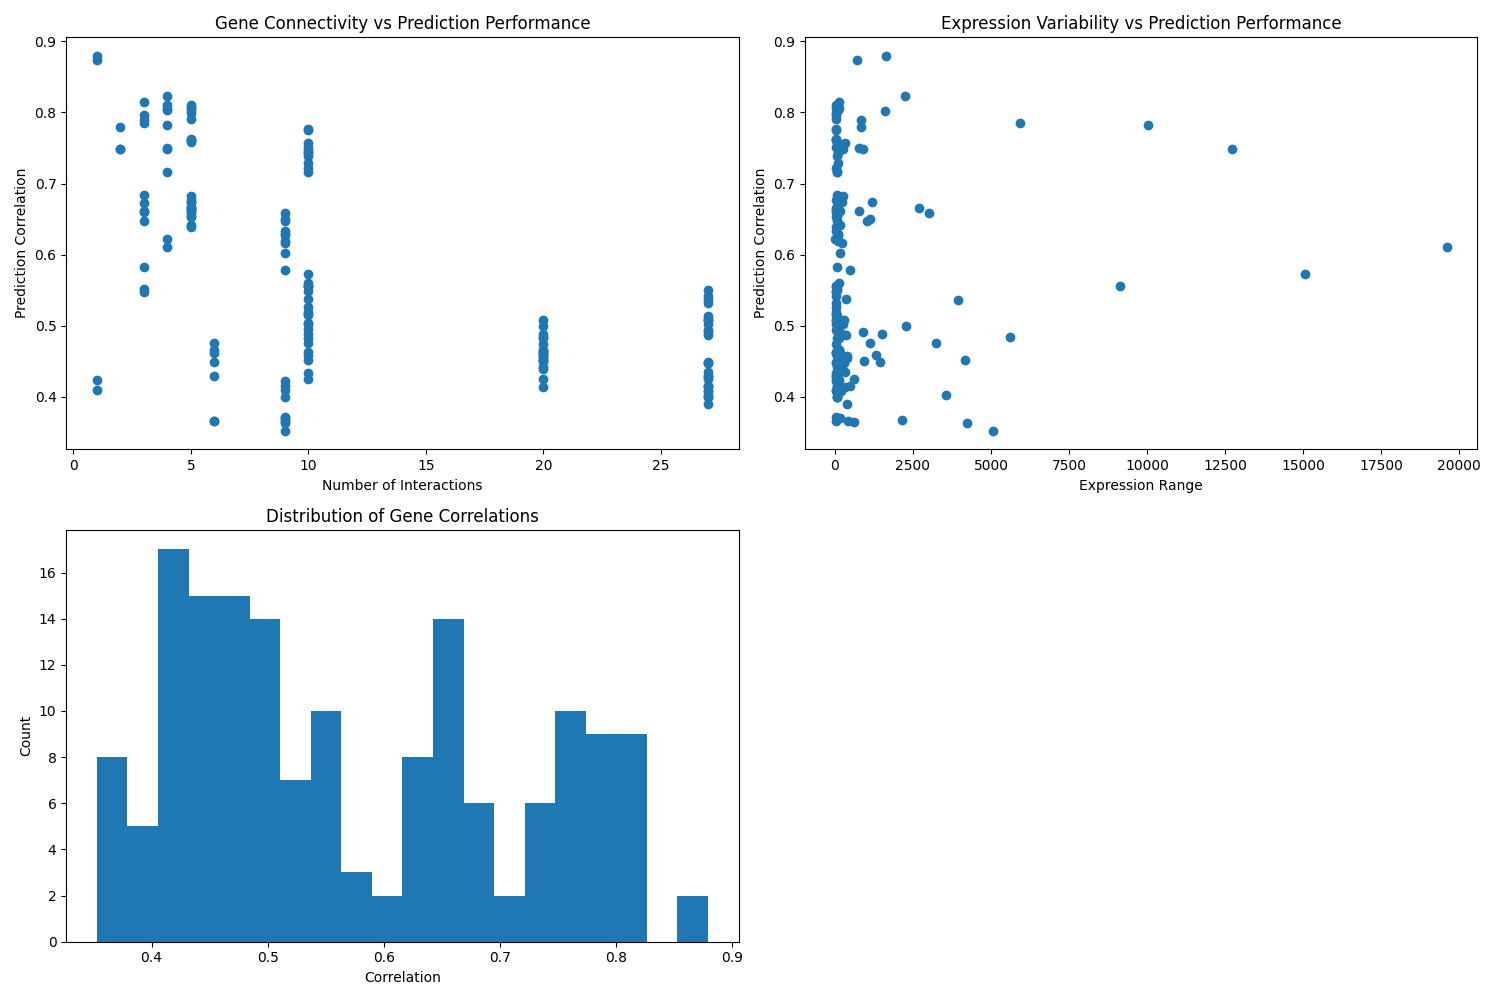 Gene Connectivity vs Prediction Performance
Prediction Correlation
0.9
0.8
0.7
0.6
0.5
0.4
0 5 10 15 20 25
Number of Interactions
Expression Variability vs Prediction Performance
Prediction Correlation
0.9
0.8
0.7
0.6
0.5
0.4
0 2500 5000 7500 10000 12500 15000 17500 20000
Expression Range
Distribution of Gene Correlations
Count
16
14
12
10
8
6
4
2
0
0.4 0.5 0.6 0.7 0.8 0.9
Correlation